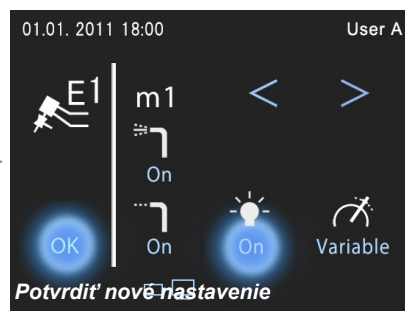 01.01. 2011 18:00 User A
E1
m1
< >
On
OK On On Variable
Potvrdiť nové nastavenie